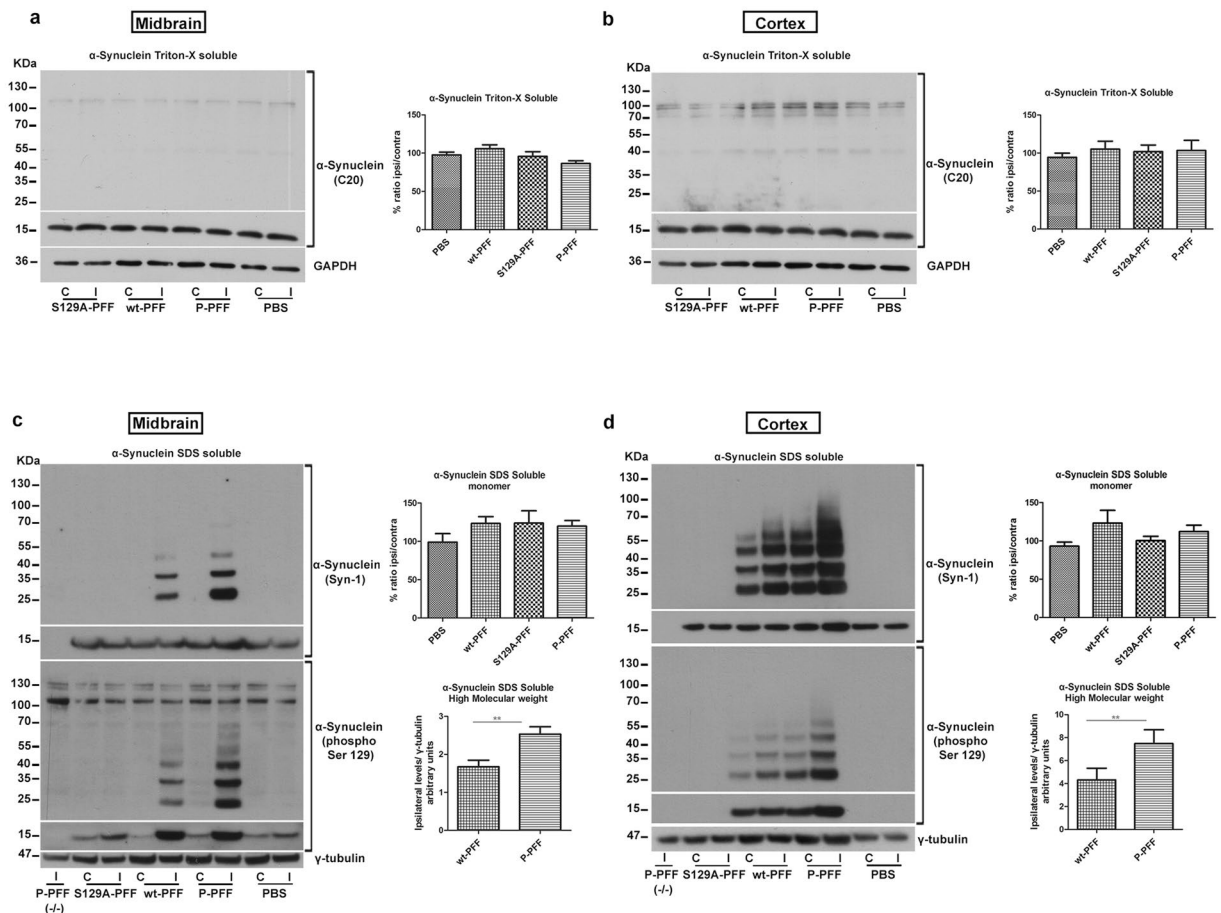 a
Midbrain
α-Synuclein Triton-X soluble
KDa
130
100
70
40
35
25
15
36
α-Synuclein
(C20)
GAPDH
C I C I C I C I
S129A-PFF wt-PFF P-PFF PBS
α-Synuclein Triton-X Soluble
% ratio ipsi/contra
150
100
50
0
PBS wt-PFF S129A-PFF P-PFF
b
Cortex
α-Synuclein Triton-X soluble
KDa
130
100
70
40
35
25
15
36
α-Synuclein
(C20)
GAPDH
C I C I C I C I
S129A-PFF wt-PFF P-PFF PBS
α-Synuclein Triton-X Soluble
% ratio ipsi/contra
150
100
50
0
PBS wt-PFF S129A-PFF P-PFF
c
Midbrain
α-Synuclein SDS soluble
KDa
130
100
70
55
40
35
25
15
α-Synuclein
(Syn-1)
130
100
70
55
40
35
25
15
47
α-Synuclein
(phospho
Ser 129)
γ-tubulin
I C I C I C I C I
P-PFF S129A-PFF wt-PFF P-PFF PBS
(-/-)
α-Synuclein SDS Soluble
monomer
% ratio ipsi/contra
150
100
50
0
PBS wt-PFF S129A-PFF P-PFF
α-Synuclein SDS Soluble
High Molecular weight
Ipsilateral levels/ γ-tubulin
arbitrary units
3
2
1
0
**
wt-PFF P-PFF
d
Cortex
α-Synuclein SDS soluble
KDa
130
100
70
55
40
35
25
15
α-Synuclein
(Syn-1)
130
100
70
55
40
35
25
15
47
α-Synuclein
(phospho
Ser 129)
γ-tubulin
I C I C I C I C I
P-PFF S129A-PFF wt-PFF P-PFF PBS
(-/-)
α-Synuclein SDS Soluble
monomer
% ratio ipsi/contra
150
100
50
0
PBS wt-PFF S129A-PFF P-PFF
α-Synuclein SDS Soluble
High Molecular weight
Ipsilateral levels/ γ-tubulin
arbitrary units
10
8
6
4
2
0
**
wt-PFF P-PFF